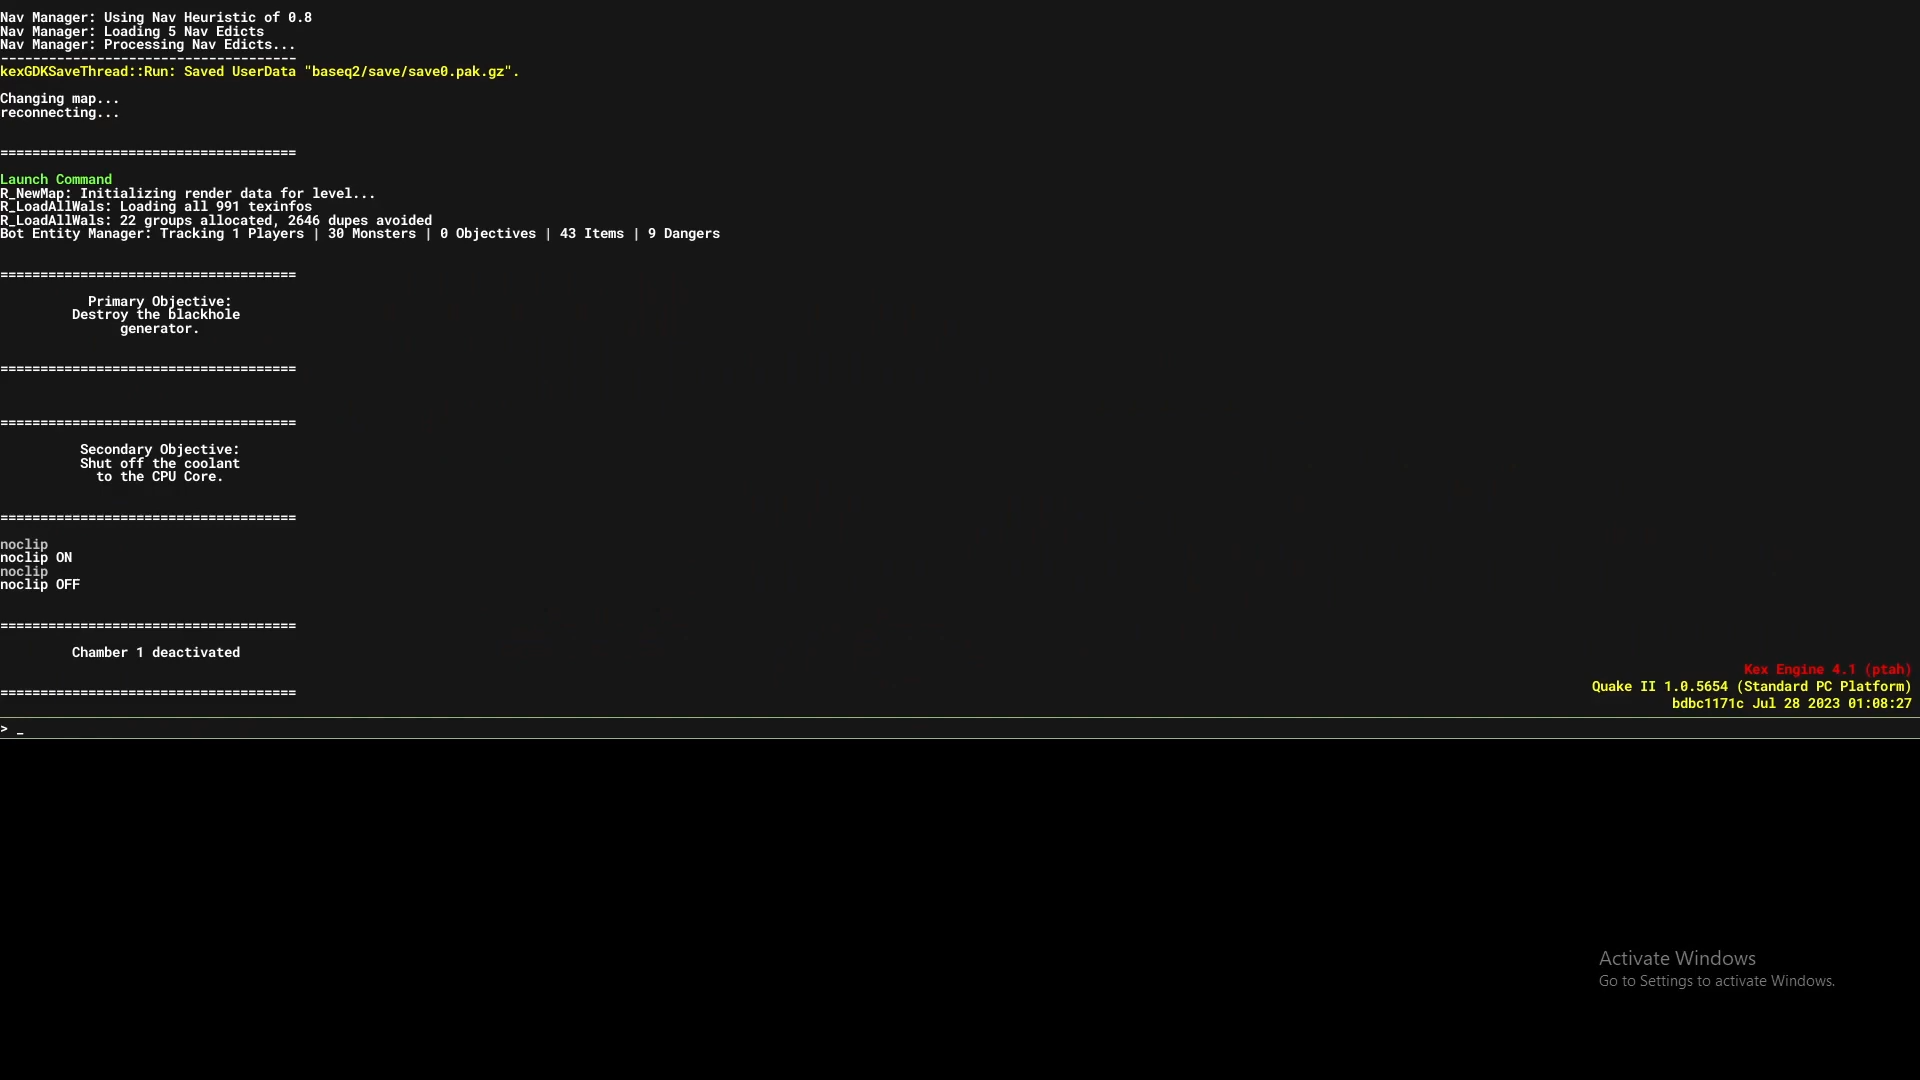 Nav Manager: Using Nav Heuristic of 0.8
Nav Manager: Loading 5 Nav Edicts
Nav Manager: Processing Nav Edicts...
-------------------------------------
kexGDKSaveThread::Run: Saved UserData "baseq2/save/save0.pak.gz".
Changing map...
reconnecting...
=====================================
Launch Command
R_NewMap: Initializing render data for level...
R_LoadAllWals: Loading all 991 texinfos
R_LoadAllWals: 22 groups allocated, 2646 dupes avoided
Bot Entity Manager: Tracking 1 Players | 30 Monsters | 0 Objectives | 43 Items | 9 Dangers
=====================================
Primary Objective:
Destroy the blackhole
generator.
=====================================
=====================================
Secondary Objective:
Shut off the coolant
to the CPU Core.
=====================================
noclip
noclip ON
noclip
noclip OFF
=====================================
Chamber 1 deactivated
=====================================
Kex Engine 4.1 (ptah)
Quake II 1.0.5654 (Standard PC Platform)
bdbc1171c Jul 28 2023 01:08:27
> _
Activate Windows
Go to Settings to activate Windows.